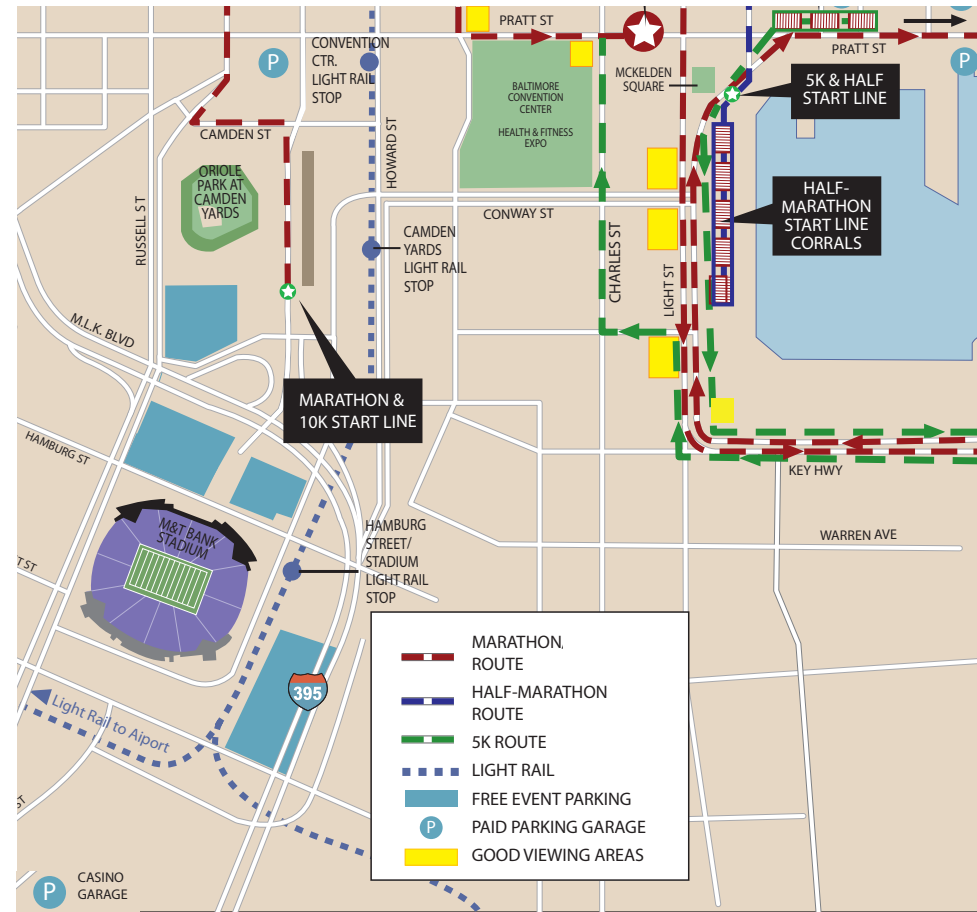 PRATT ST
CONVENTION
CTR.
LIGHT RAIL
STOP
P
PRATT ST
P
MCKELDEN
SQUARE
5K & HALF
START LINE
BALTIMORE
CONVENTION
CENTER
HEALTH & FITNESS
EXPO
CAMDEN ST
HOWARD ST
ORIOLE
PARK AT
CAMDEN
YARDS
RUSSELL ST
CONWAY ST
HALF-
MARATHON
START LINE
CORRALS
CAMDEN
YARDS
LIGHT RAIL
STOP
CHARLES ST
LIGHT ST
M.L.K. BLVD
MARATHON &
10K START LINE
HAMBURG ST
KEY HWY
M&T BANK
STADIUM
HAMBURG
STREET/
STADIUM
LIGHT RAIL
STOP
WARREN AVE
T ST
MARATHON,
ROUTE
HALF-MARATHON
ROUTE
5K ROUTE
LIGHT RAIL
FREE EVENT PARKING
P PAID PARKING GARAGE
GOOD VIEWING AREAS
395
Light Rail to Aiport
ST
P
CASINO
GARAGE